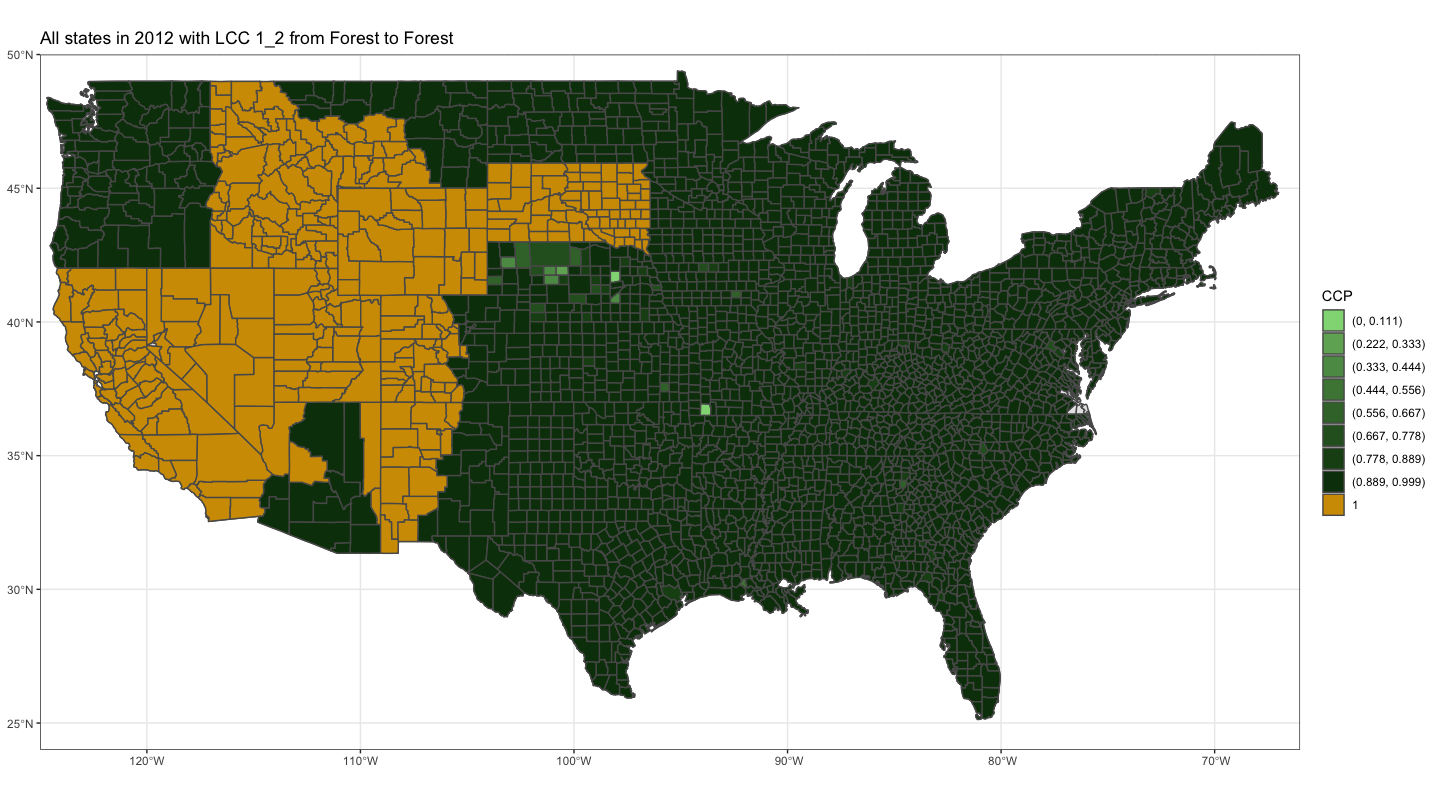 All states in 2012 with LCC 1_2 from Forest to Forest
50°N
45°N
40°N
35°N
30°N
25°N
120°W
110°W
100°W
90°W
80°W
70°W
CCP
(0, 0.111)
(0.222, 0.333)
(0.333, 0.444)
(0.444, 0.556)
(0.556, 0.667)
(0.667, 0.778)
(0.778, 0.889)
(0.889, 0.999)
1